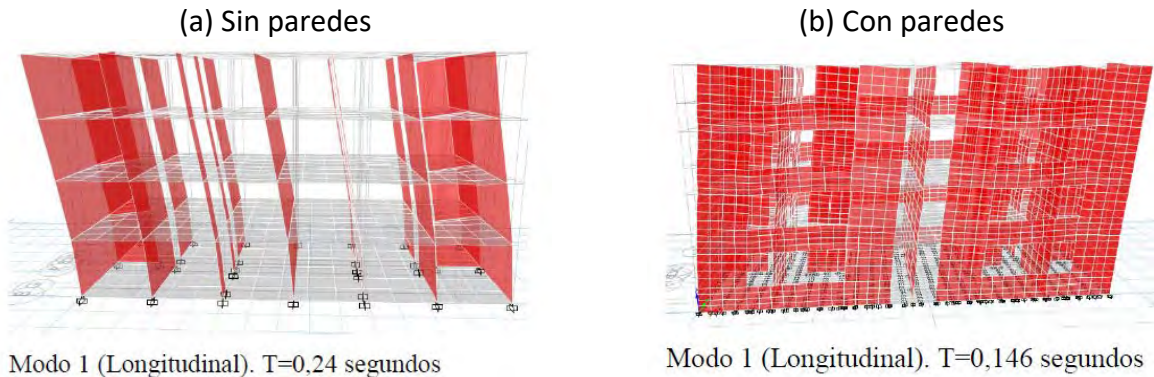 (a) Sin paredes
(b) Con paredes
Modo 1 (Longitudinal). T=0,24 segundos
Modo 1 (Longitudinal). T=0,146 segundos